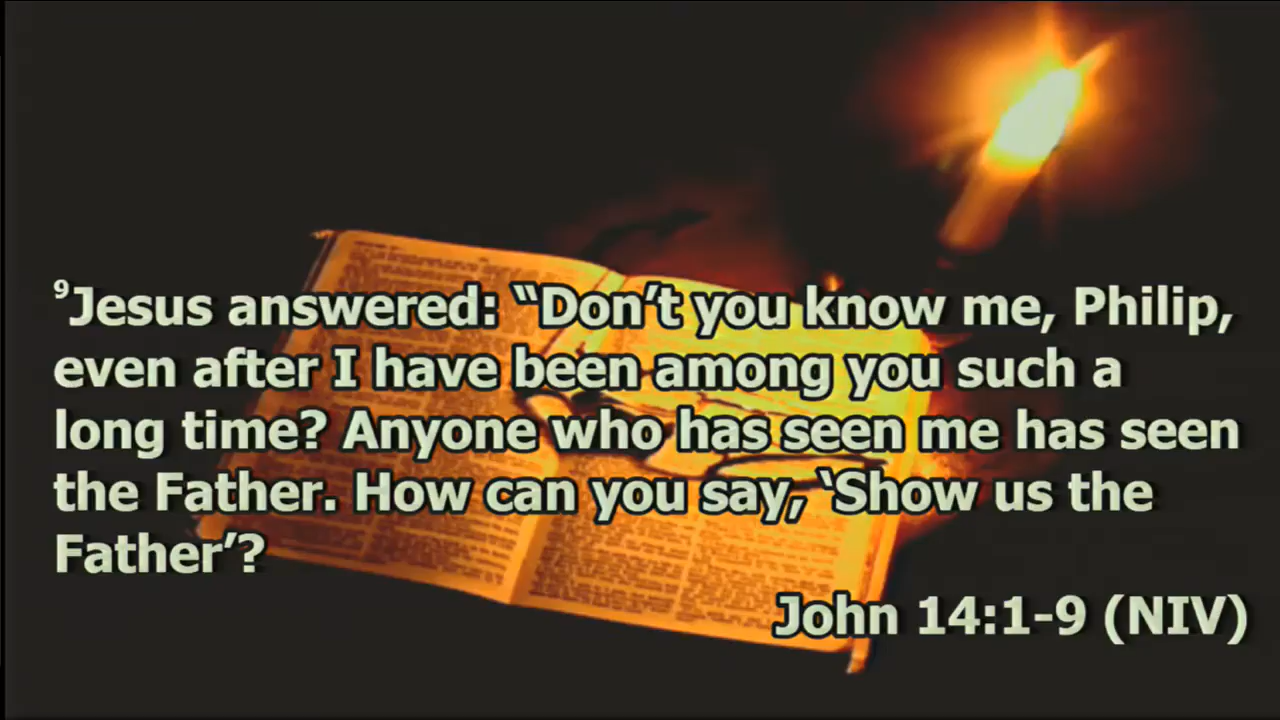 ⁹Jesus answered: “Don’t you know me, Philip,
even after I have been among you such a
long time? Anyone who has seen me has seen
the Father. How can you say, ‘Show us the
Father’?
John 14:1-9 (NIV)